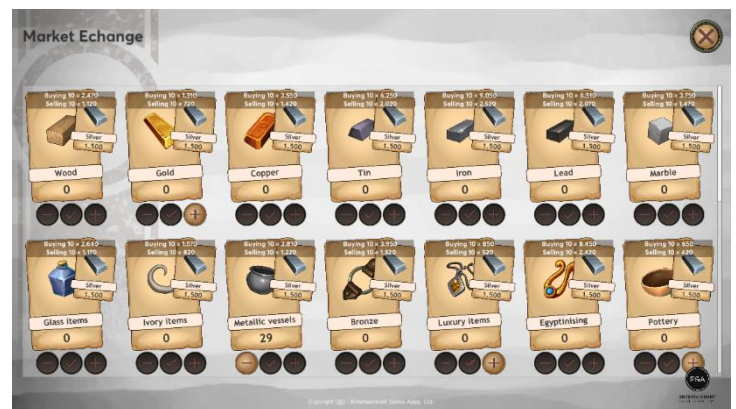 Market Echange
Buying 10 x 2.470
Selling 10 x 1.120
Silver
1.500
Wood
0
Buying 10 x 1.310
Selling 10 x 720
Silver
1.500
Gold
0
Buying 10 x 3.550
Selling 10 x 1.420
Silver
1.500
Copper
0
Buying 10 x 6.250
Selling 10 x 2.020
Silver
1.500
Tin
0
Buying 10 x 9.050
Selling 10 x 2.520
Silver
1.500
Iron
0
Buying 10 x 6.510
Selling 10 x 2.070
Silver
1.500
Lead
0
Buying 10 x 3.750
Selling 10 x 1.470
Silver
1.500
Marble
0
Buying 10 x 2.640
Selling 10 x 1.170
Silver
1.500
Glass items
0
Buying 10 x 1.570
Selling 10 x 820
Silver
1.500
Ivory items
0
Buying 10 x 2.810
Selling 10 x 1.220
Silver
1.500
Metallic vessels
29
Buying 10 x 3.950
Selling 10 x 1.520
Silver
1.500
Bronze
0
Buying 10 x 850
Selling 10 x 520
Silver
1.500
Luxury items
0
Buying 10 x 8.450
Selling 10 x 2.420
Silver
1.500
Egyptinising
0
Buying 10 x 650
Selling 10 x 420
Silver
1.500
Pottery
0
EGA
Copyright (@) - Entertainment Game Apps, Ltd.